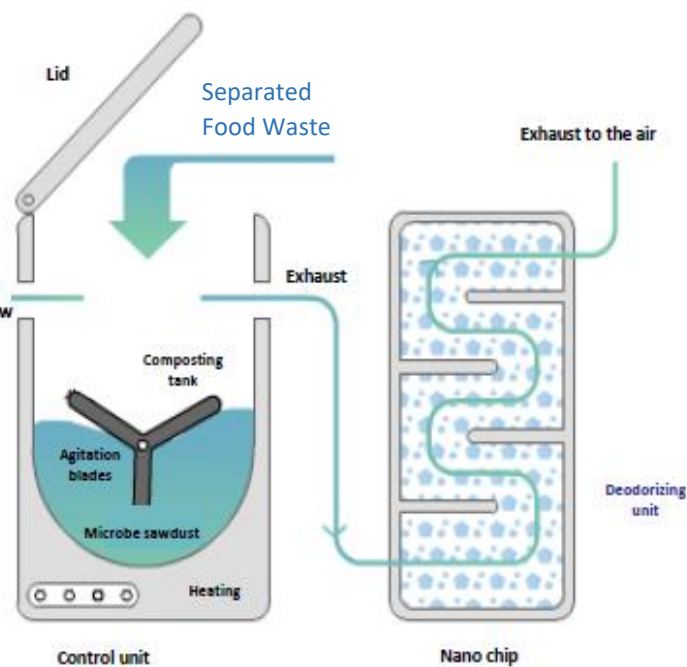 Lid
Separated
Food Waste
Exhaust to the air
Exhaust
Composting
tank
Agitation
blades
Microbe sawdust
Deodorizing
unit
Heating
Control unit
Nano chip